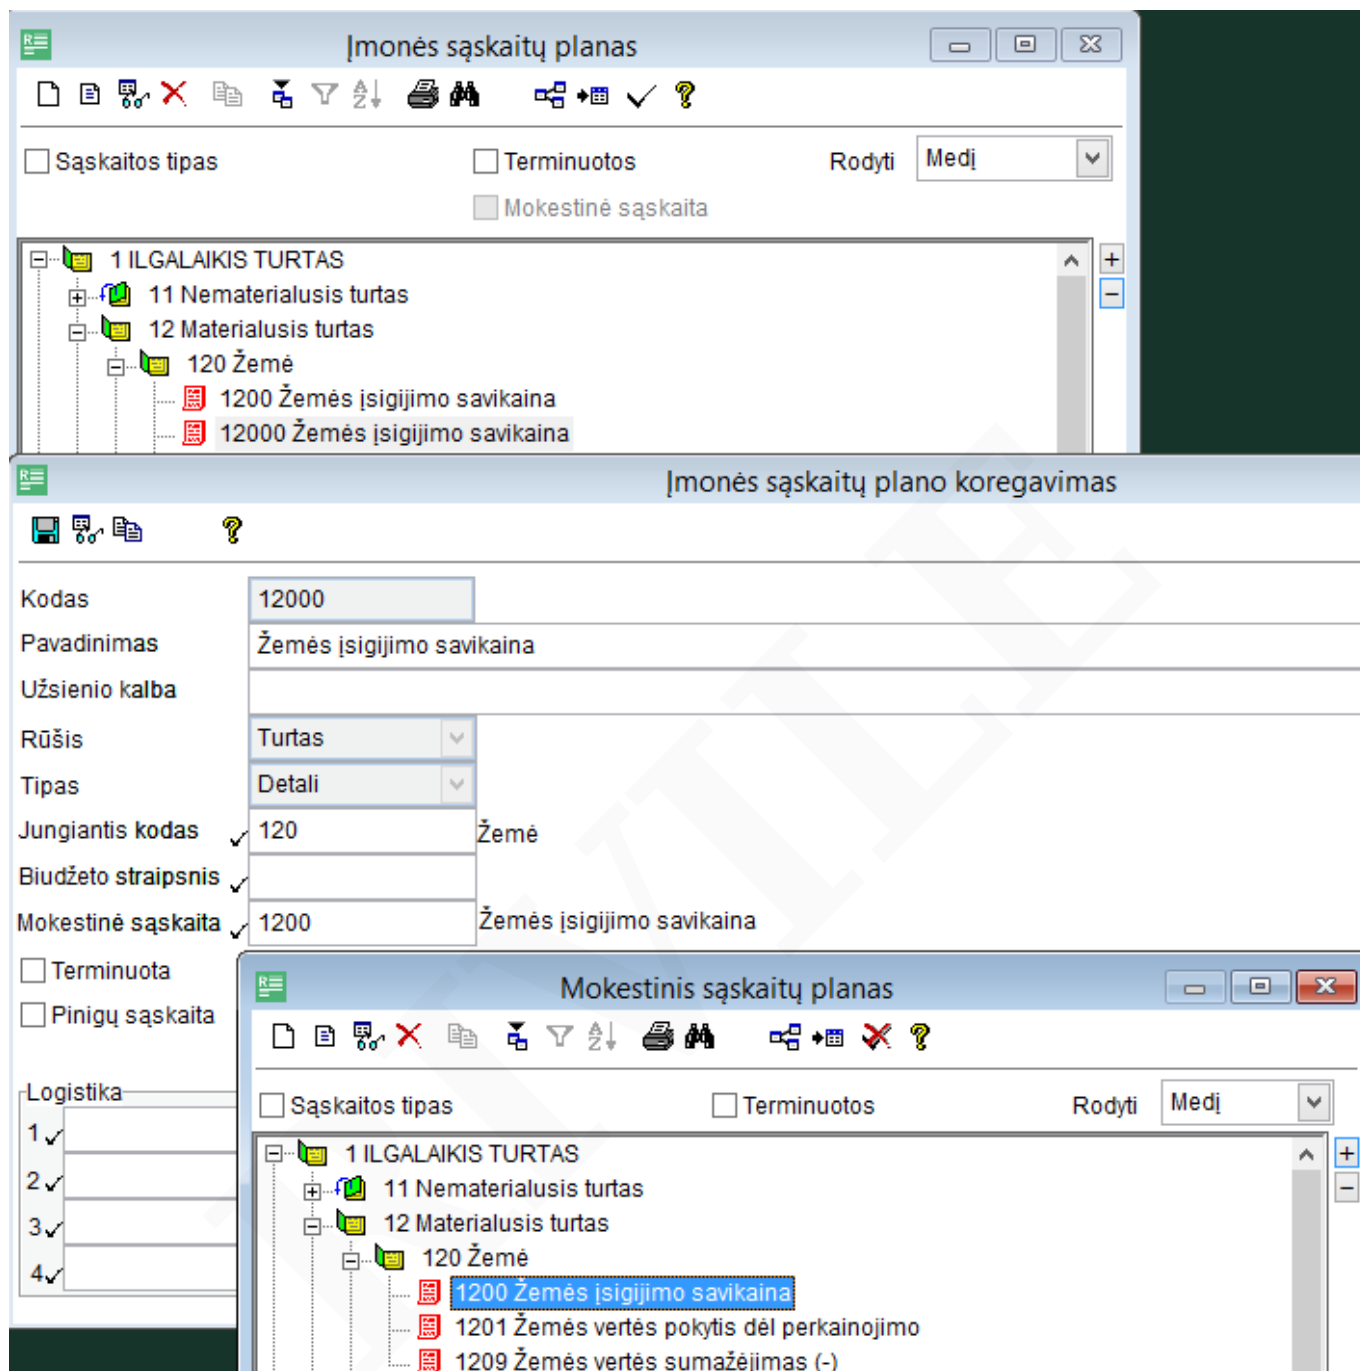 Įmonės sąskaitų planas
Sąskaitos tipas
Terminuotos
Rodyti
Medį
Mokestinė sąskaita
1 ILGALAIKIS TURTAS
11 Nematerialusis turtas
12 Materialusis turtas
120 Žemė
1200 Žemės įsigijimo savikaina
12000 Žemės įsigijimo savikaina
Įmonės sąskaitų plano koregavimas
Kodas 12000
Pavadinimas Žemės įsigijimo savikaina
Užsienio kalba
Rūšis Turtas
Tipas Detali
Jungiantis kodas 120 Žemė
Biudžeto straipsnis
Mokestinė sąskaita 1200 Žemės įsigijimo savikaina
Terminuota
Pinigų sąskaita
Logistika
1
2
3
4
Mokestinis sąskaitų planas
Sąskaitos tipas
Terminuotos
Rodyti
Medį
1 ILGALAIKIS TURTAS
11 Nematerialusis turtas
12 Materialusis turtas
120 Žemė
1200 Žemės įsigijimo savikaina
1201 Žemės vertės pokytis dėl perkainojimo
1209 Žemės vertės sumažėjimas (-)